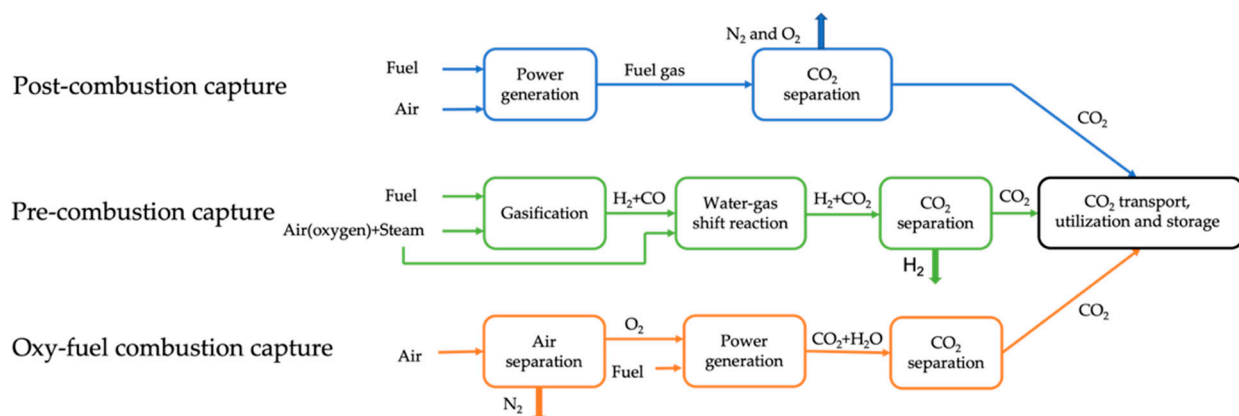 Post-combustion capture
Fuel
Air
Power
generation
Fuel gas
N₂ and O₂
CO₂
separation
CO₂
Pre-combustion capture
Fuel
Air(oxygen)+Steam
Gasification
H₂+CO
Water-gas
shift reaction
H₂+CO₂
CO₂
separation
H₂
CO₂
CO₂ transport,
utilization and storage
Oxy-fuel combustion capture
Air
Air
separation
N₂
O₂
Fuel
Power
generation
CO₂+H₂O
CO₂
separation
CO₂